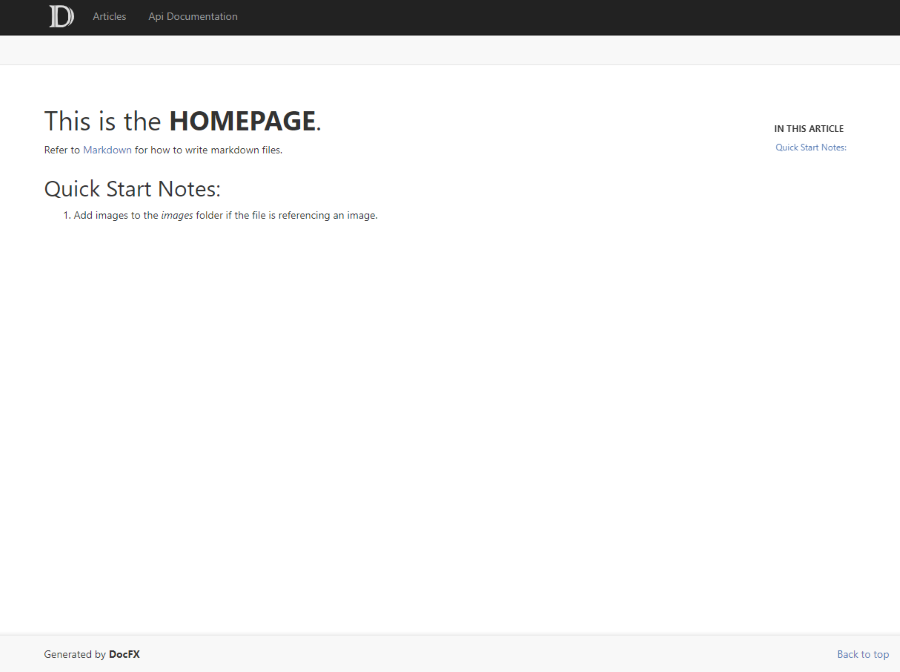 D
Articles Api Documentation
This is the HOMEPAGE.
Refer to Markdown for how to write markdown files.
IN THIS ARTICLE
Quick Start Notes:
Quick Start Notes:
1. Add images to the images folder if the file is referencing an image.
Generated by DocFX
Back to top